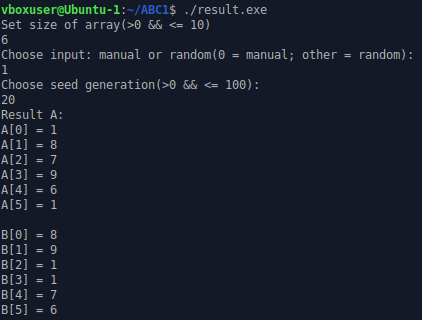 vboxuser@Ubuntu-1:~/ABC1$ ./result.exe
Set size of array(>0 && <= 10)
6
Choose input: manual or random(0 = manual; other = random):
1
Choose seed generation(>0 && <= 100):
20
Result A:
A[0] = 1
A[1] = 8
A[2] = 7
A[3] = 9
A[4] = 6
A[5] = 1
B[0] = 8
B[1] = 9
B[2] = 1
B[3] = 1
B[4] = 7
B[5] = 6